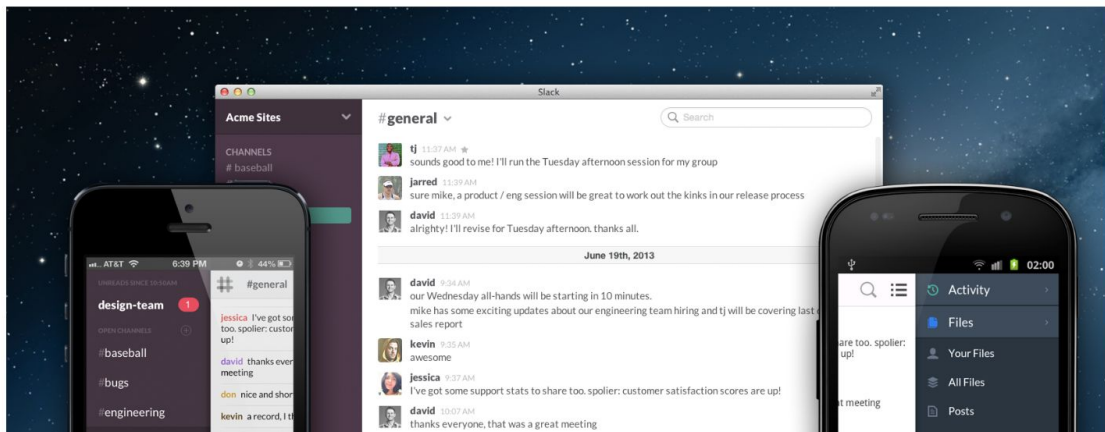 Slack
Acme Sites
CHANNELS
# baseball
#general
Search
tj 11:37 AM
sounds good to me! I'll run the Tuesday afternoon session for my group
jarred 11:39 AM
sure mike, a product / eng session will be great to work out the kinks in our release process
david 11:39 AM
alrighty! I'll revise for Tuesday afternoon. thanks all.
June 19th, 2013
david 9:34 AM
our Wednesday all-hands will be starting in 10 minutes.
mike has some exciting updates about our engineering team hiring and tj will be covering last
sales report
kevin 9:35 AM
awesome
jessica 9:37 AM
I've got some support stats to share too. spolier: customer satisfaction scores are up!
david 10:07 AM
thanks everyone, that was a great meeting
AT&T 6:39 PM 44%
UNREADS SINCE
design-team 1
OPEN CHANNELS
#baseball
#bugs
#engineering
#general
jessica I've got
too. spolier:
up!
david thanks
meeting
don nice and
kevin a record, I
02:00
Activity
Files
Your Files
All Files
Posts
too. spolier:
up!
meeting